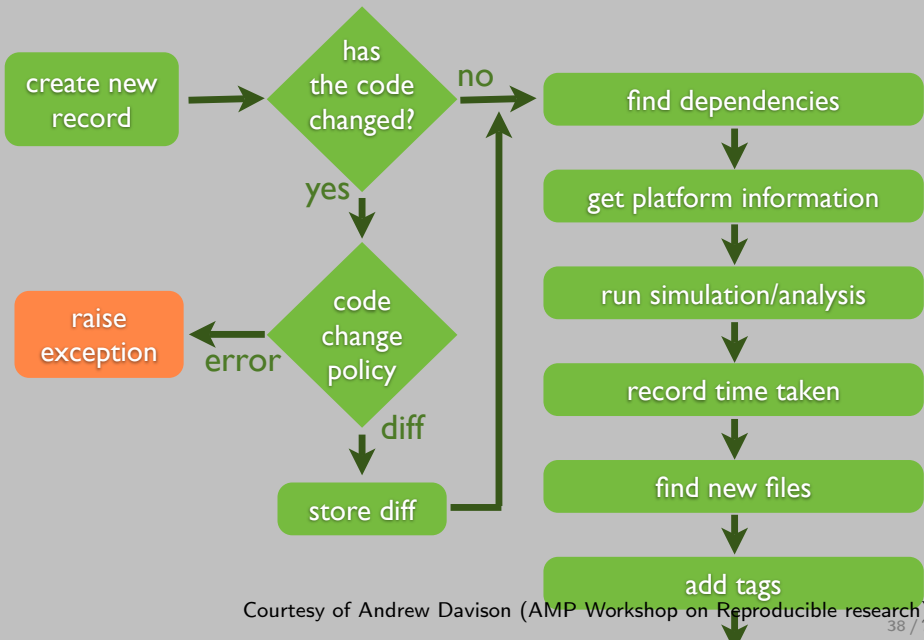 create new
record
has
the code
changed?
no
yes
code
change
policy
error
raise
exception
diff
store diff
find dependencies
get platform information
run simulation/analysis
record time taken
find new files
add tags
Courtesy of Andrew Davison (AMP Workshop on Reproducible research)
38 /